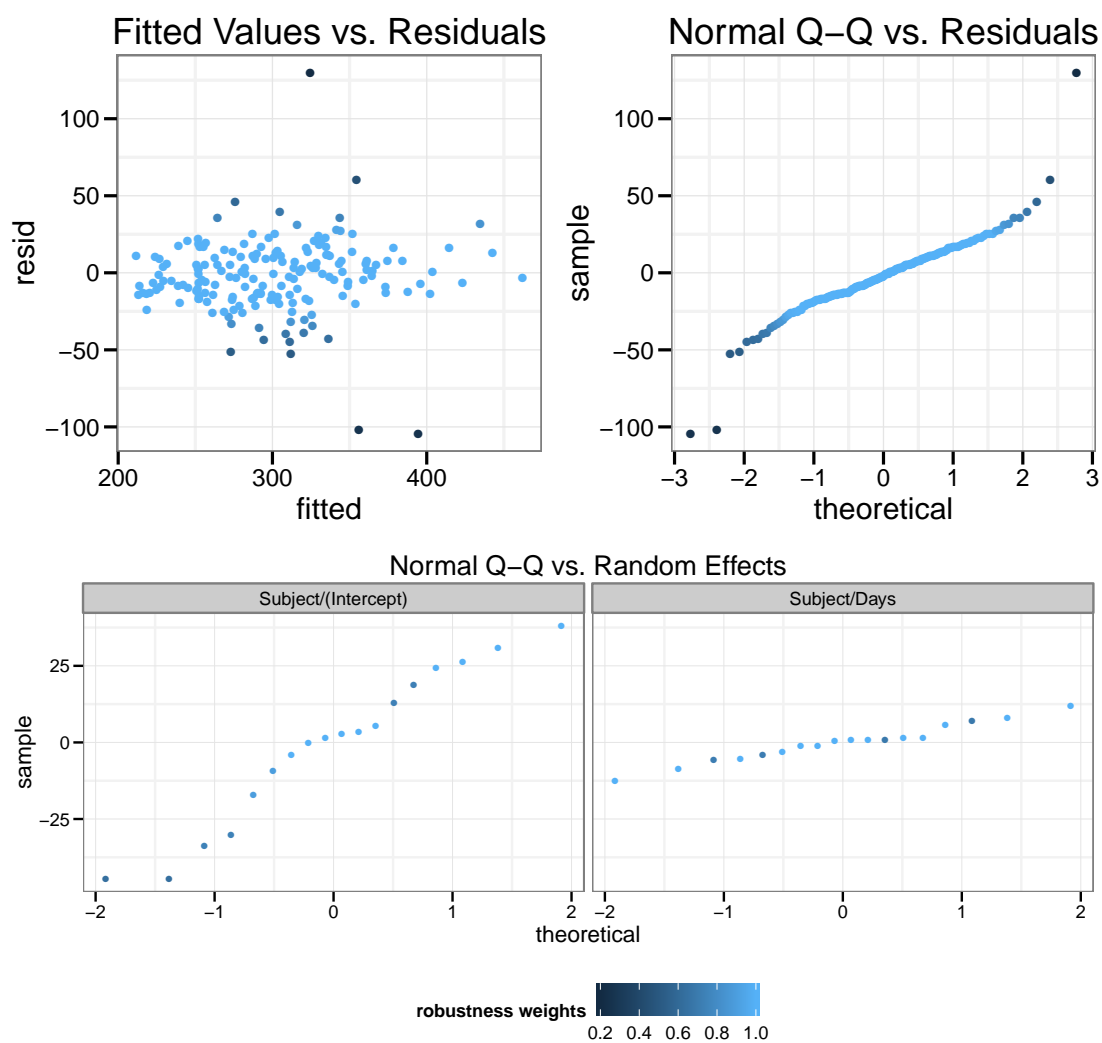 Fitted Values vs. Residuals
resid
100
50
0
−50
−100
200 300 400
fitted
Normal Q−Q vs. Residuals
sample
100
50
0
−50
−100
−3 −2 −1 0 1 2 3
theoretical
Normal Q−Q vs. Random Effects
Subject/(Intercept) Subject/Days
sample
25
0
−25
−2 −1 0 1 2 −2 −1 0 1 2
theoretical
robustness weights
0.2 0.4 0.6 0.8 1.0